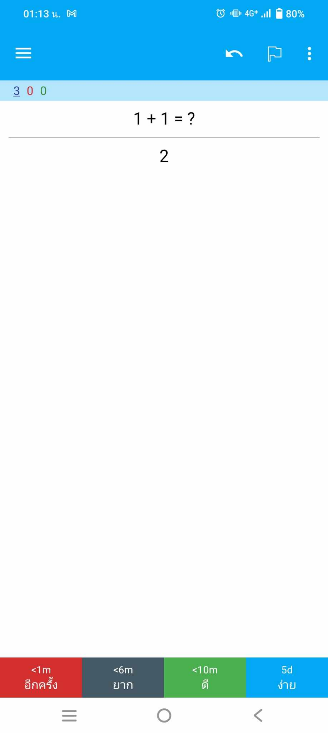 01:13 น. 4G+ 80%
3 0 0
1 + 1 = ?
2
<1m <6m <10m 5d
อีกครั้ง ยาก ดี ง่าย